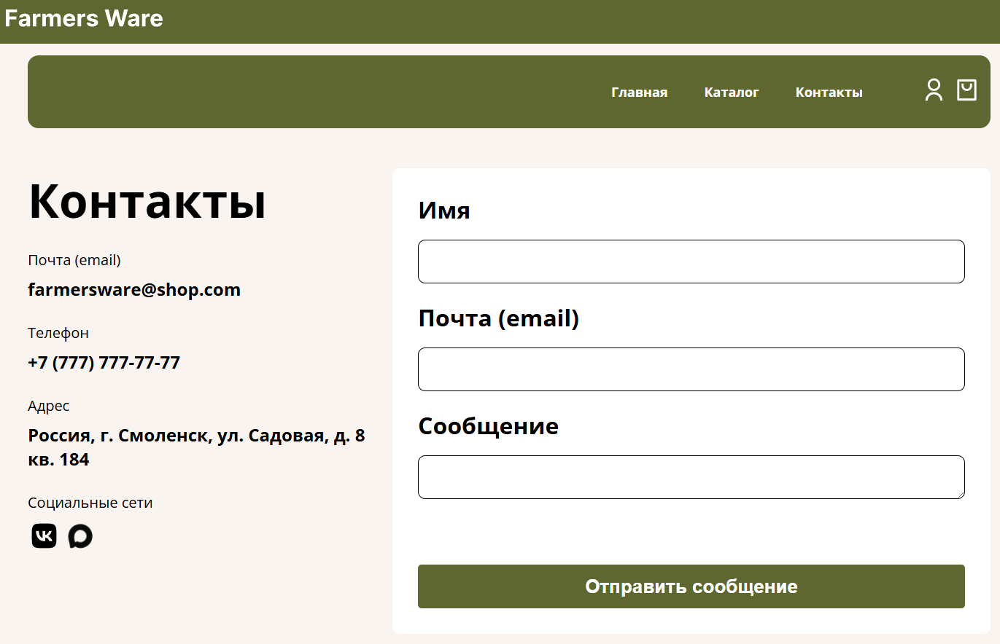 Farmers Ware
Главная Каталог Контакты
Контакты
Почта (email)
farmersware@shop.com
Телефон
+7 (777) 777-77-77
Адрес
Россия, г. Смоленск, ул. Садовая, д. 8
кв. 184
Социальные сети
Имя
Почта (email)
Сообщение
Отправить сообщение